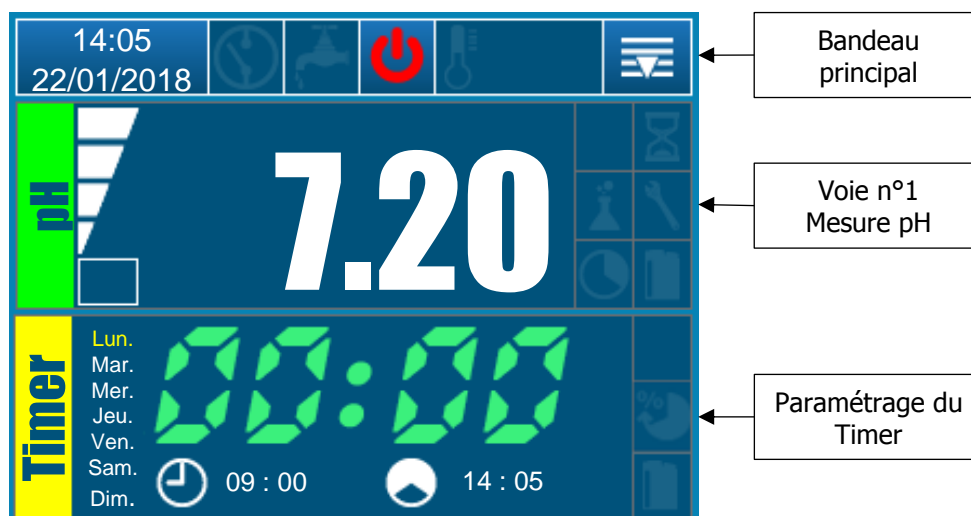 14:05
22/01/2018
Bandeau
principal
pH
7.20
Voie n°1
Mesure pH
Timer
Lun.
Mar.
Mer.
Jeu.
Ven.
Sam.
Dim.
00:00
09 : 00
14 : 05
%
Paramétrage du
Timer